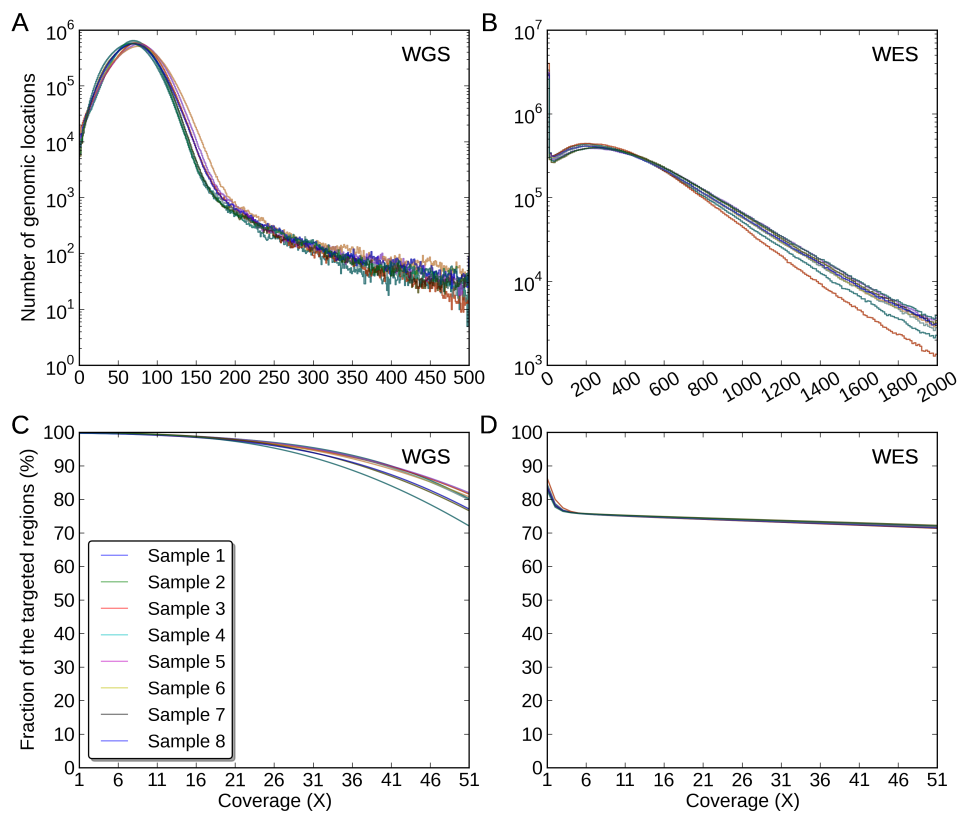 A
B
WGS
WES
Number of genomic locations
10^6
10^5
10^4
10^3
10^2
10^1
10^0
0 50 100 150 200 250 300 350 400 450 500
10^7
10^6
10^5
10^4
10^3
0 200 400 600 800 1000 1200 1400 1600 1800 2000
C
D
WGS
WES
Fraction of the targeted regions (%)
100
90
80
70
60
50
40
30
20
10
0
Sample 1
Sample 2
Sample 3
Sample 4
Sample 5
Sample 6
Sample 7
Sample 8
1 6 11 16 21 26 31 36 41 46 51
Coverage (X)
100
90
80
70
60
50
40
30
20
10
0
1 6 11 16 21 26 31 36 41 46 51
Coverage (X)